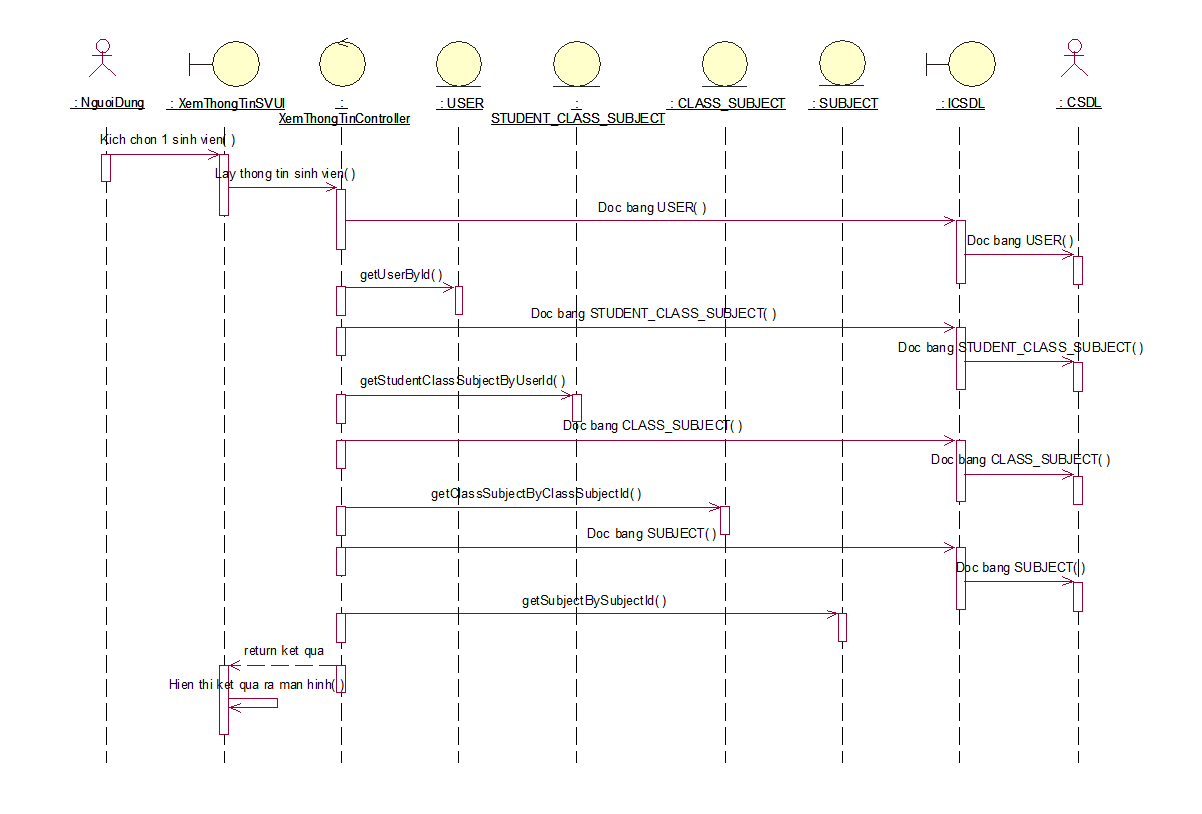 : NguoiDung
: XemThongTinSVUI
:
XemThongTinController
: USER
:
STUDENT_CLASS_SUBJECT
: CLASS_SUBJECT
: SUBJECT
: ICSDL
: CSDL
Kich chon 1 sinh vien( )
Lay thong tin sinh vien( )
Doc bang USER( )
Doc bang USER( )
getUserById( )
Doc bang STUDENT_CLASS_SUBJECT( )
Doc bang STUDENT_CLASS_SUBJECT( )
getStudentClassSubjectByUserId( )
Doc bang CLASS_SUBJECT( )
Doc bang CLASS_SUBJECT( )
getClassSubjectByClassSubjectId( )
Doc bang SUBJECT( )
Doc bang SUBJECT( )
getSubjectBySubjectId( )
return ket qua
Hien thi ket qua ra man hinh( )